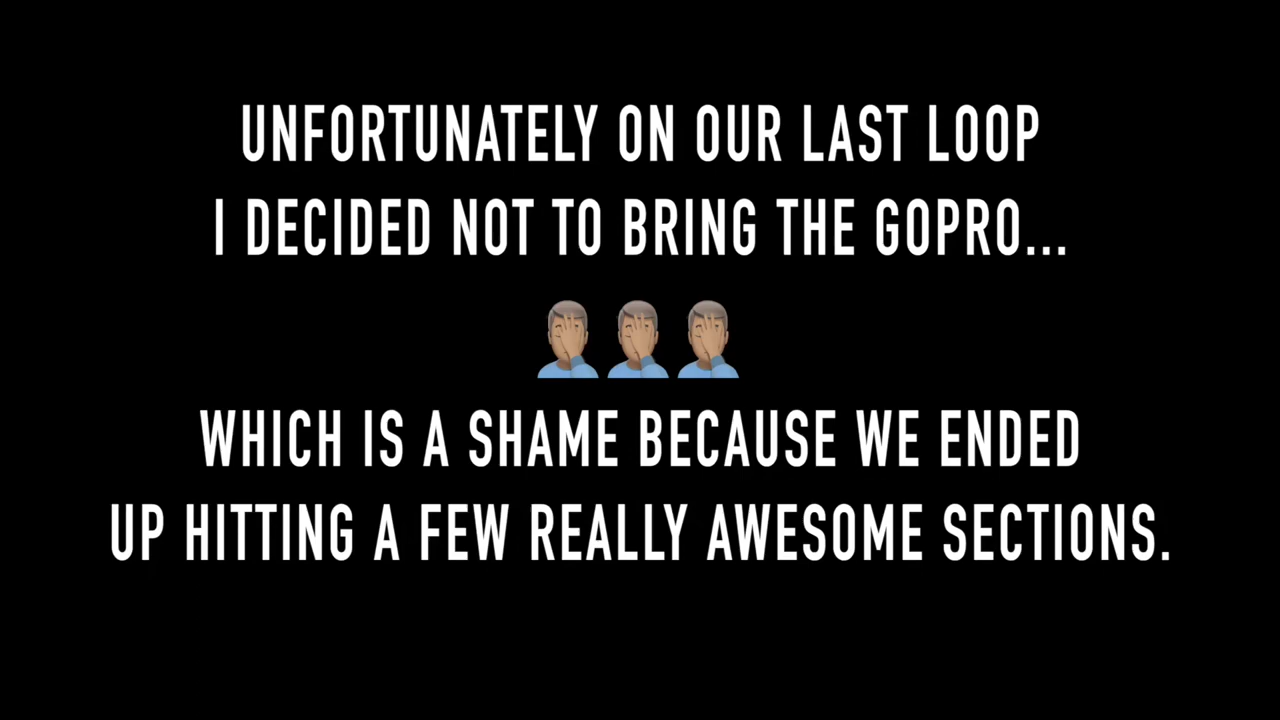 UNFORTUNATELY ON OUR LAST LOOP
I DECIDED NOT TO BRING THE GOPRO...
WHICH IS A SHAME BECAUSE WE ENDED
UP HITTING A FEW REALLY AWESOME SECTIONS.